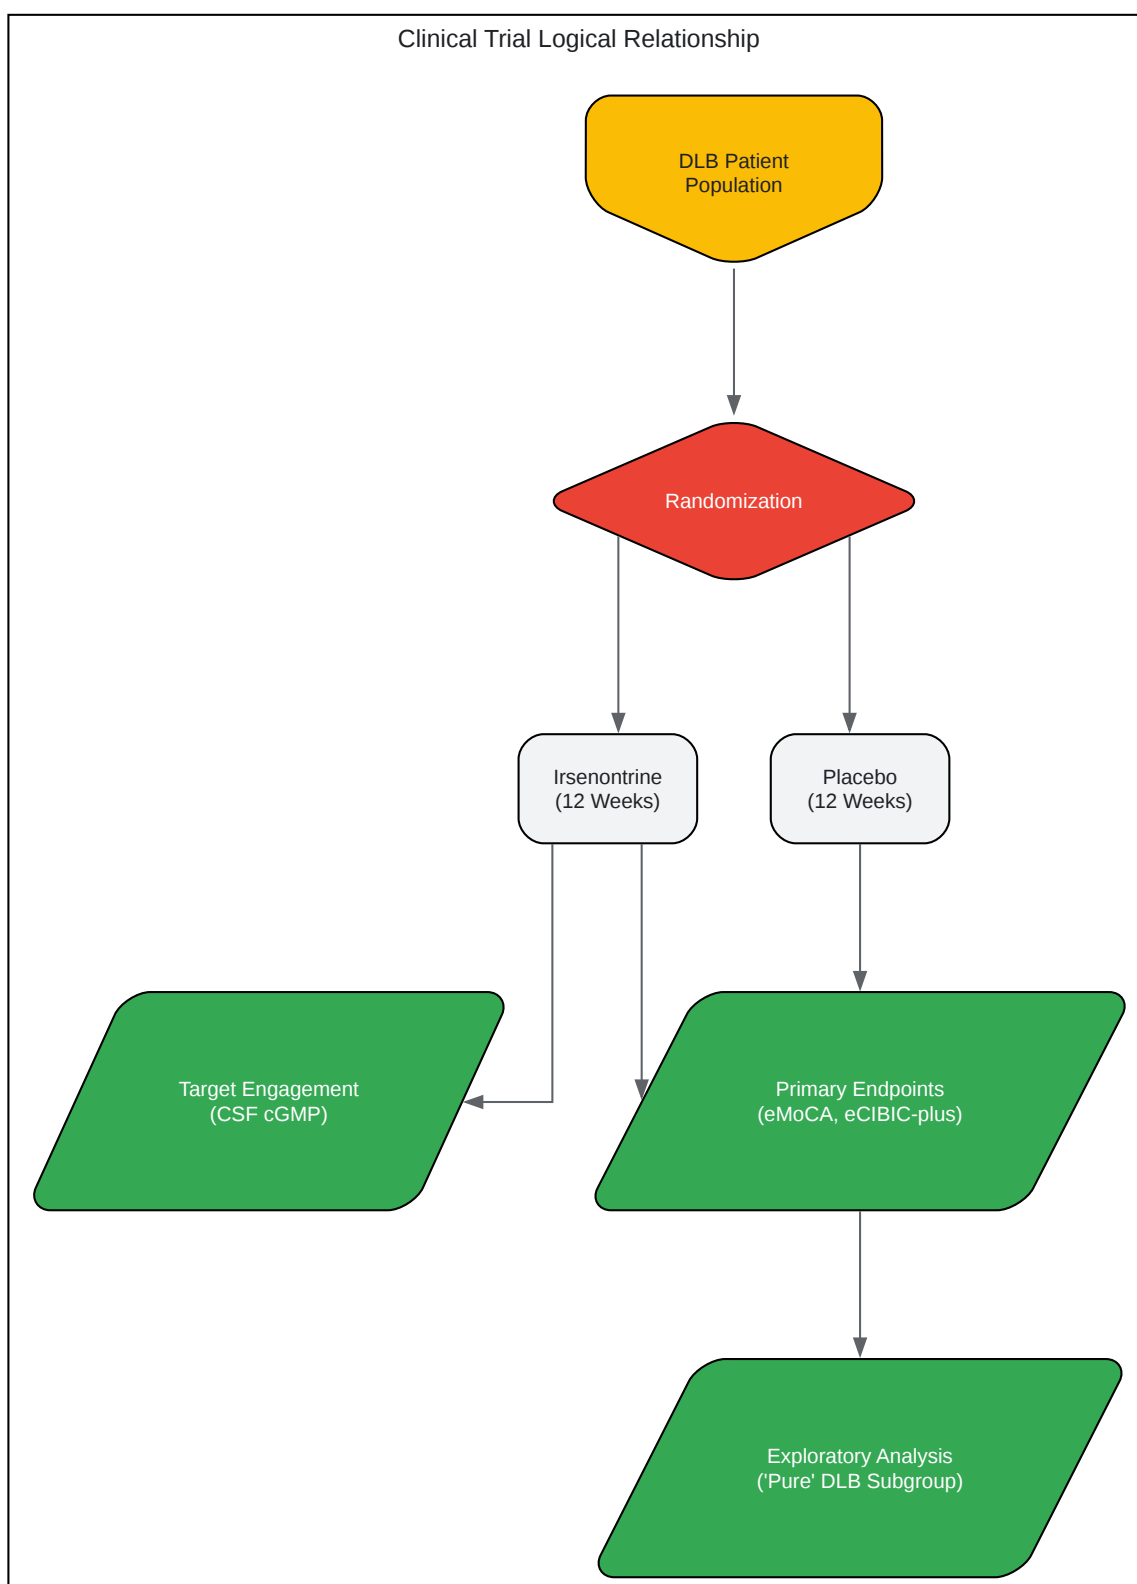 Clinical Trial Logical Relationship
DLB Patient
Population
Randomization
Irsenontrine
(12 Weeks)
Placebo
(12 Weeks)
Target Engagement
(CSF cGMP)
Primary Endpoints
(eMoCA, eCIBIC-plus)
Exploratory Analysis
('Pure' DLB Subgroup)